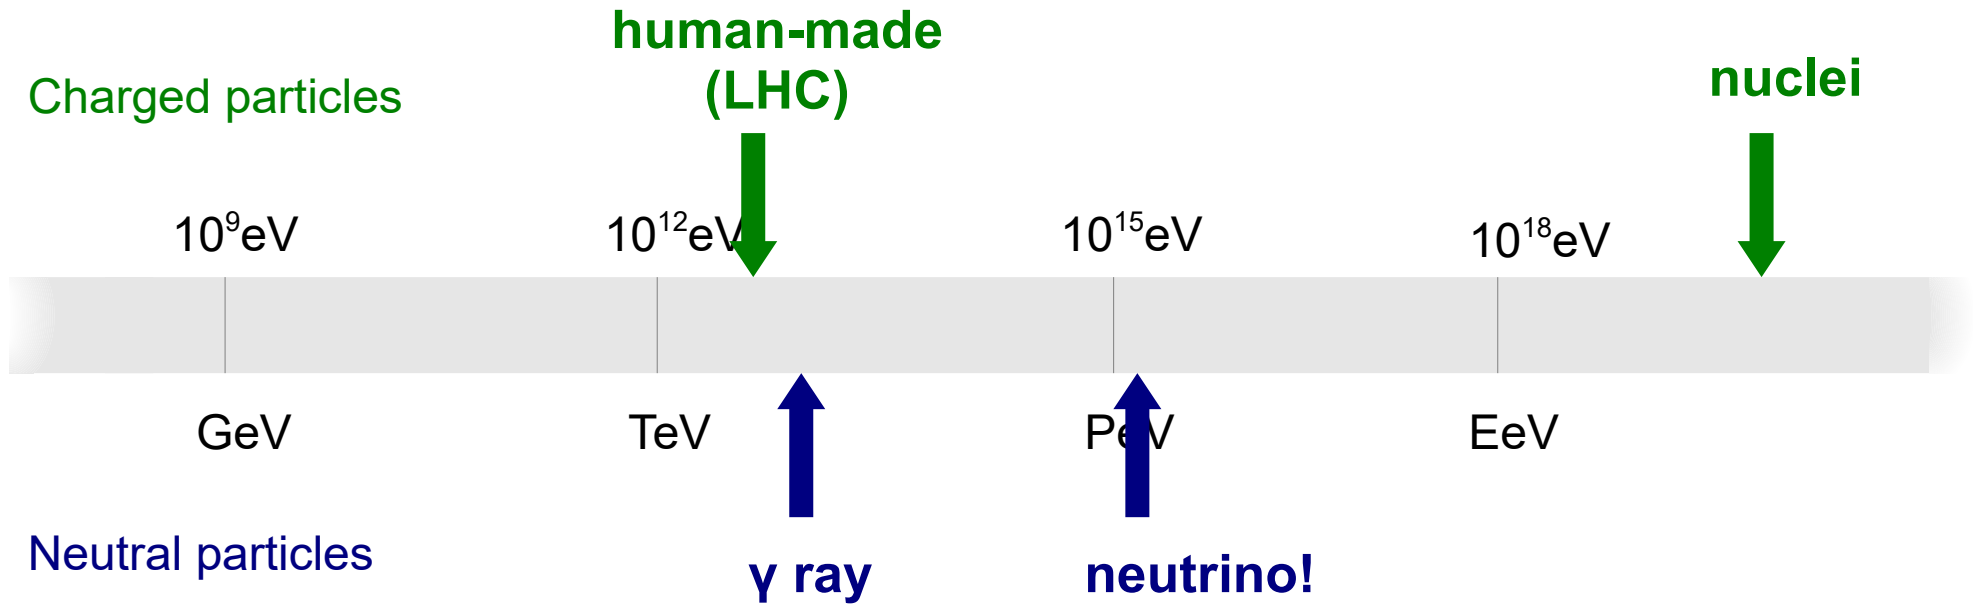 human-made
(LHC)
Charged particles
nuclei
10⁹eV
10¹²eV
10¹⁵eV
10¹⁸eV
GeV
TeV
PeV
EeV
Neutral particles
γ ray
neutrino!